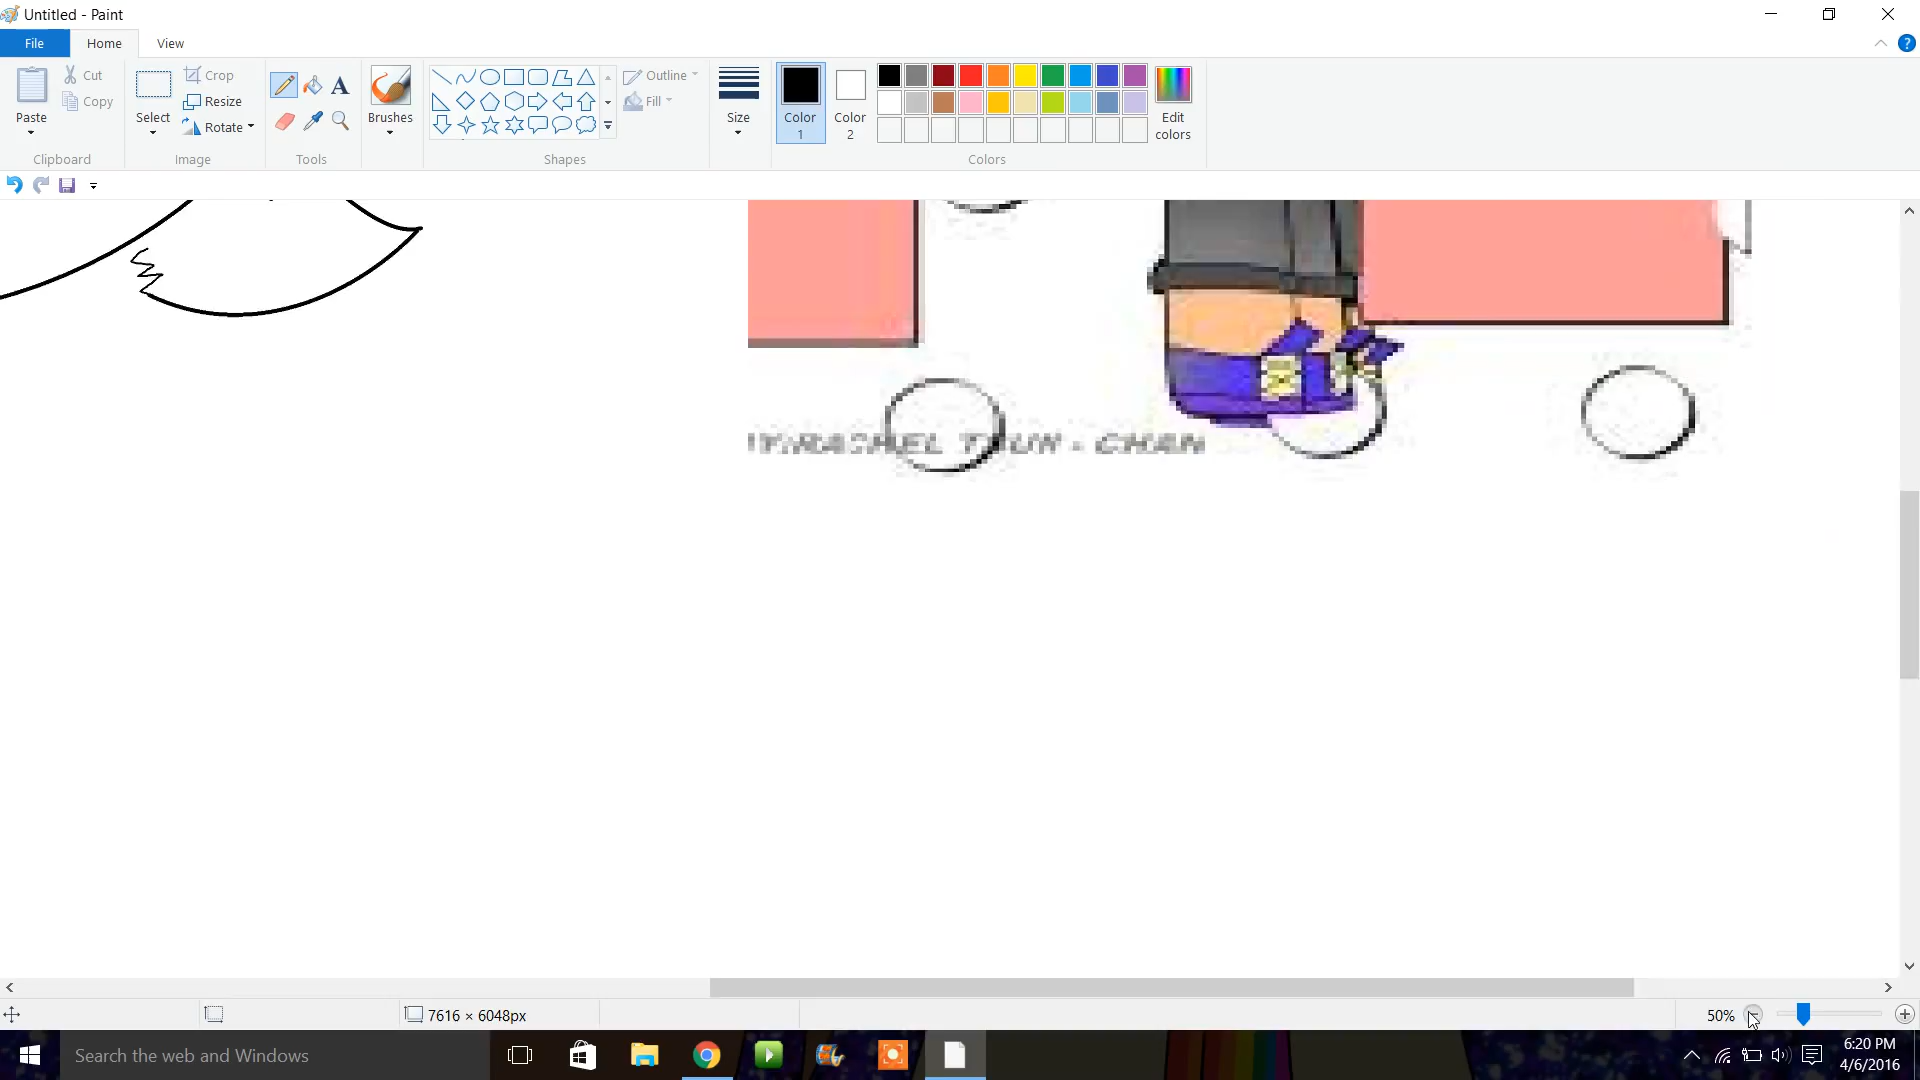 Untitled - Paint
File Home View
Paste
Cut
Copy
Clipboard
Select
Crop
Resize
Rotate
Image
Tools
Brushes
Shapes
Outline
Fill
Size
Color 1
Color 2
Edit colors
Colors
CHAN
7616 × 6048px
50%
Search the web and Windows
6:20 PM
4/6/2016